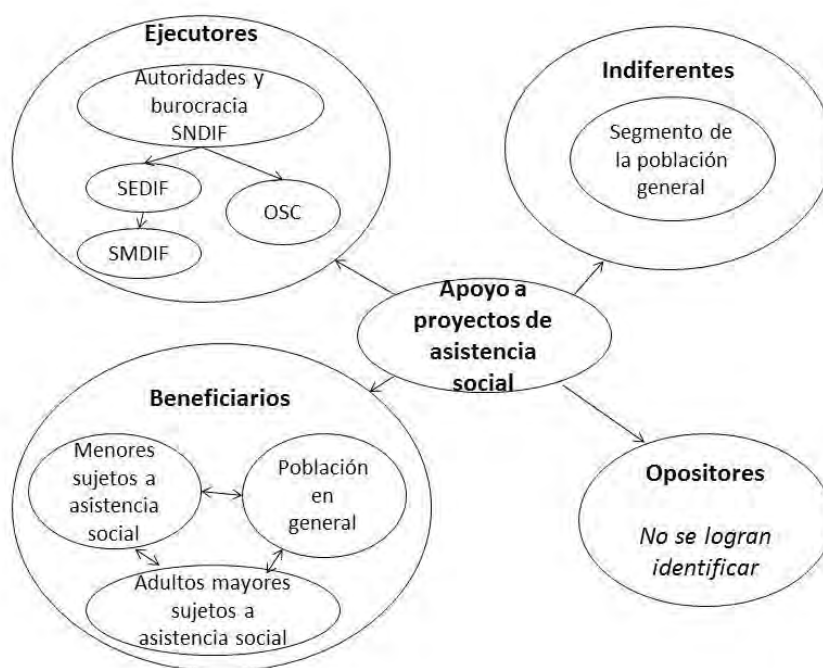 Ejecutores
Autoridades y
burocracia
SNDIF
SEDIF
OSC
SMDIF
Indiferentes
Segmento de
la población
general
Apoyo a
proyectos de
asistencia
social
Beneficiarios
Menores
sujetos a
asistencia
social
Población
en
general
Adultos mayores
sujetos a
asistencia social
Opositores
No se logran
identificar